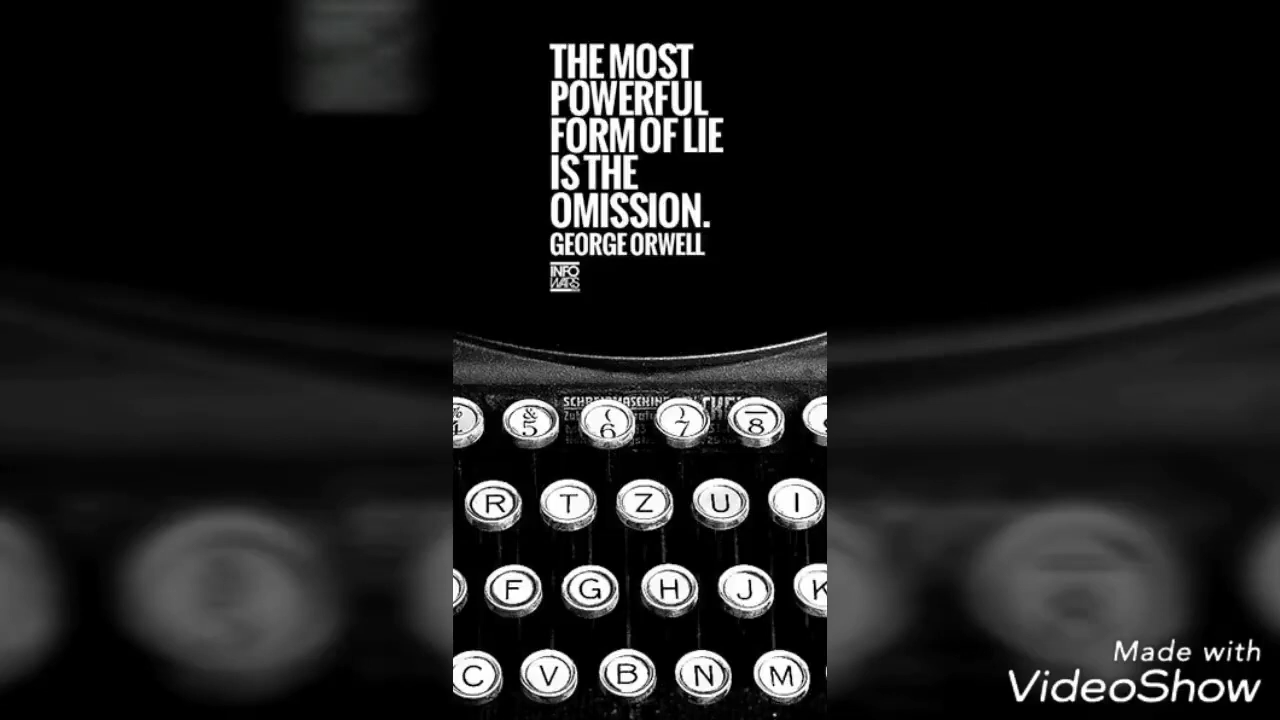 THE MOST
POWERFUL
FORM OF LIE
IS THE
OMISSION.
GEORGE ORWELL
INFO
WARS
& ( ) —
4 5 6 7 8
R T Z U I
F G H J K
C V B N M
Made with
VideoShow